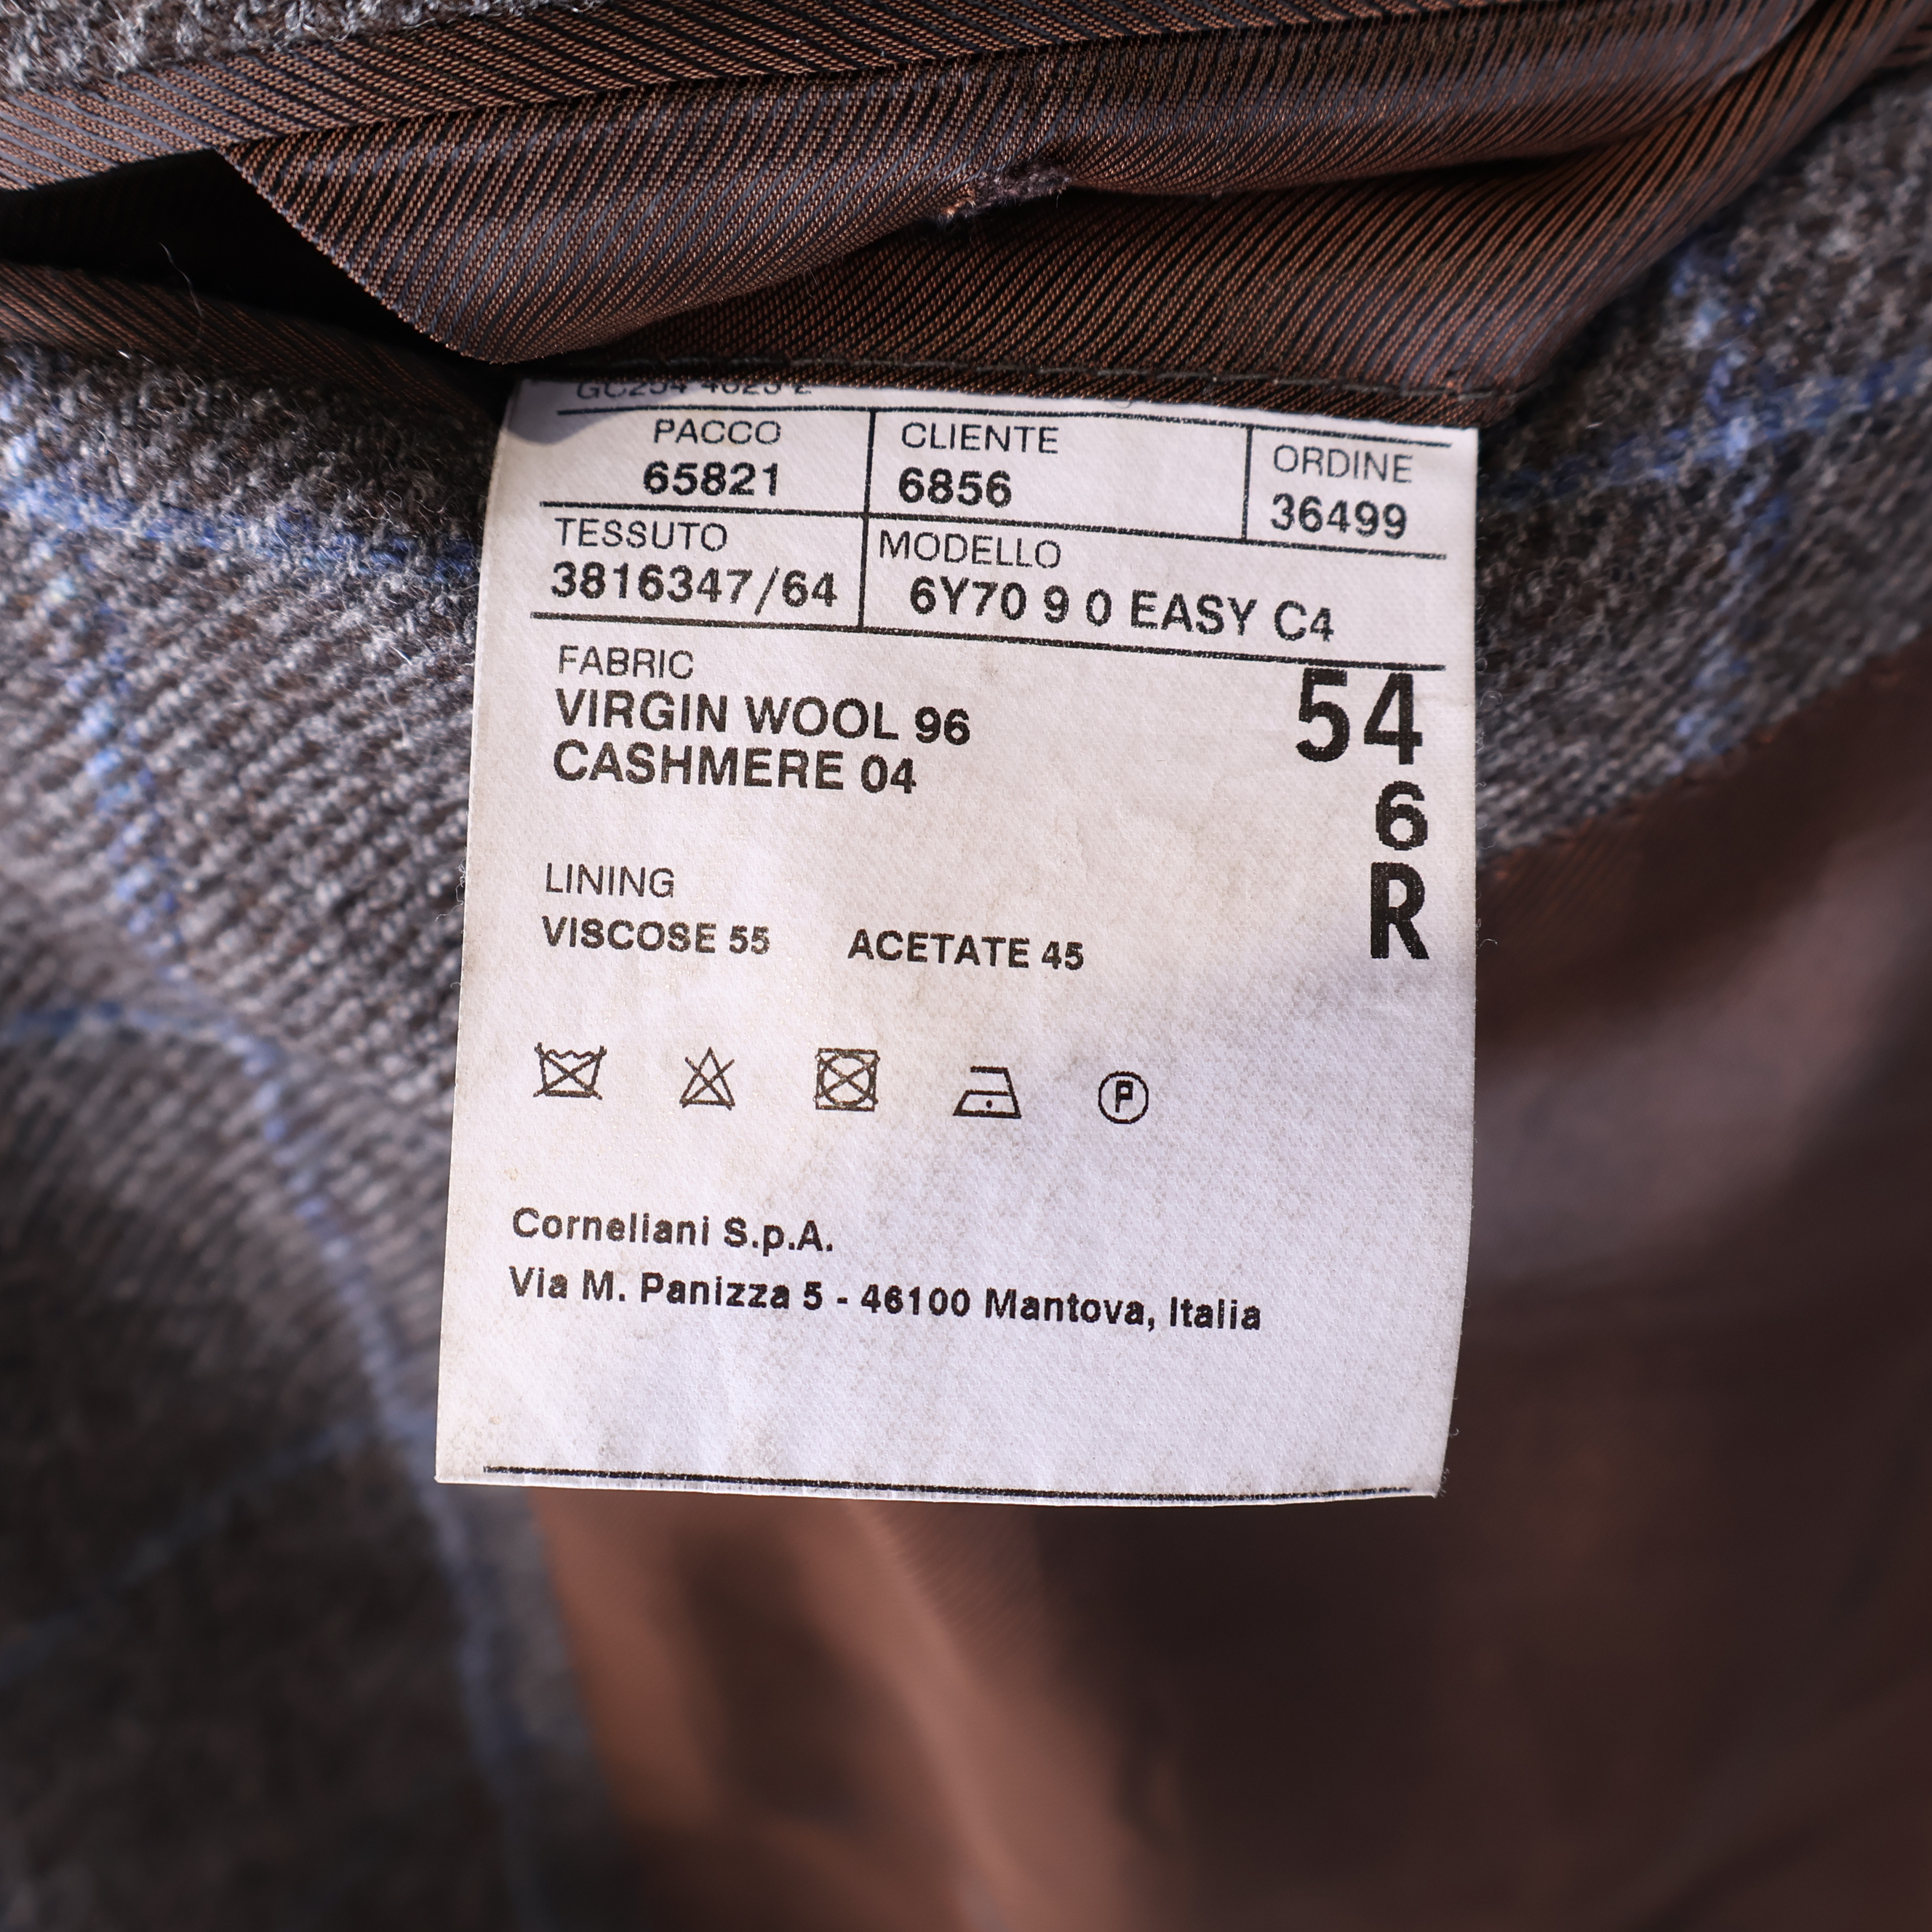 PACCO CLIENTE ORDINE
65821 6856 36499
TESSUTO MODELLO
3816347/64 6Y70 9 0 EASY C4
FABRIC
VIRGIN WOOL 96
CASHMERE 04
54
6
R
LINING
VISCOSE 55 ACETATE 45
P
Corneliani S.p.A.
Via M. Panizza 5 - 46100 Mantova, Italia